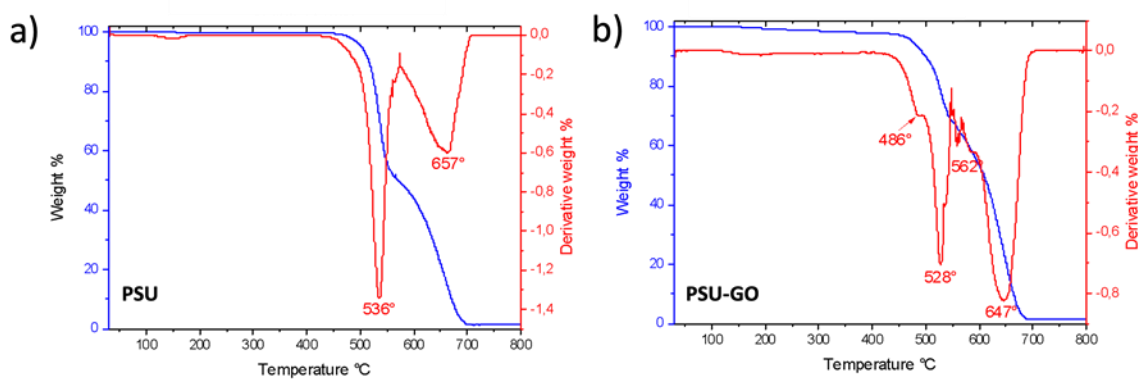 a)
100
80
60
40
20
0
Weight %
0,0
-0,2
-0,4
-0,6
-0,8
-1,0
-1,2
-1,4
Derivative weight %
657°
536°
PSU
100 200 300 400 500 600 700 800
Temperature °C
b)
100
80
60
40
20
0
Weight %
0,0
-0,2
-0,4
-0,6
-0,8
Derivative weight %
486°
562°
528°
647°
PSU-GO
100 200 300 400 500 600 700 800
Temperature °C